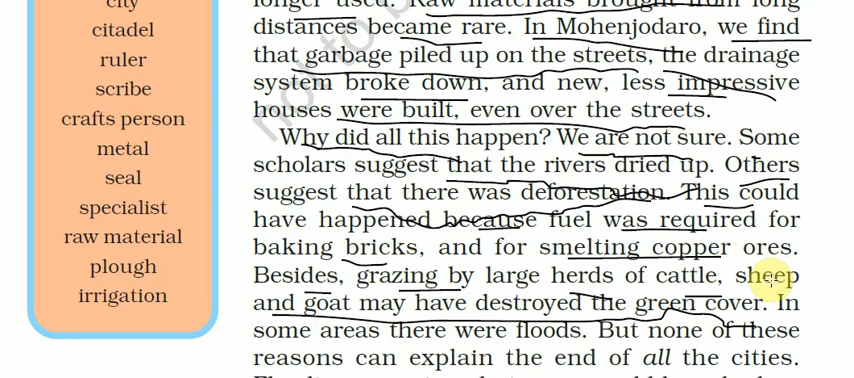 city
citadel
ruler
scribe
crafts person
metal
seal
specialist
raw material
plough
irrigation
longer used. Raw materials brought from long
distances became rare. In Mohenjodaro, we find
that garbage piled up on the streets, the drainage
system broke down, and new, less impressive
houses were built, even over the streets.
Why did all this happen? We are not sure. Some
scholars suggest that the rivers dried up. Others
suggest that there was deforestation. This could
have happened because fuel was required for
baking bricks, and for smelting copper ores.
Besides, grazing by large herds of cattle, sheep
and goat may have destroyed the green cover. In
some areas there were floods. But none of these
reasons can explain the end of all the cities.
not to b